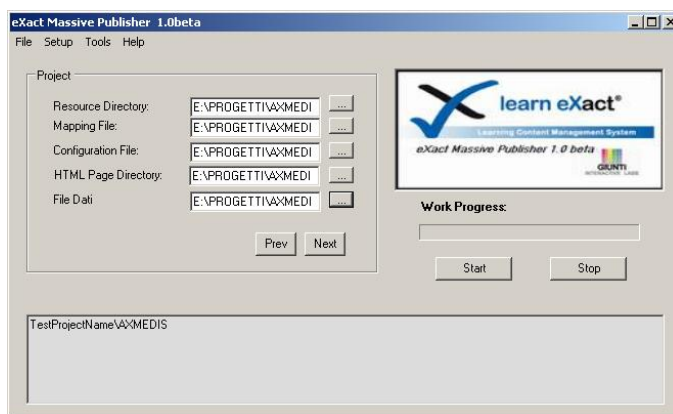 eXact Massive Publisher 1.0beta
File Setup Tools Help
Project
Resource Directory: E:\PROGETTI\AXMEDI ...
Mapping File: E:\PROGETTI\AXMEDI ...
Configuration File: E:\PROGETTI\AXMEDI ...
HTML Page Directory: E:\PROGETTI\AXMEDI ...
File Dati E:\PROGETTI\AXMEDI ...
Prev Next
learn eXact®
Learning Content Management System
eXact Massive Publisher 1.0 beta
GIUNTI
INTERACTIVE LABS
Work Progress:
Start Stop
TestProjectName\AXMEDIS